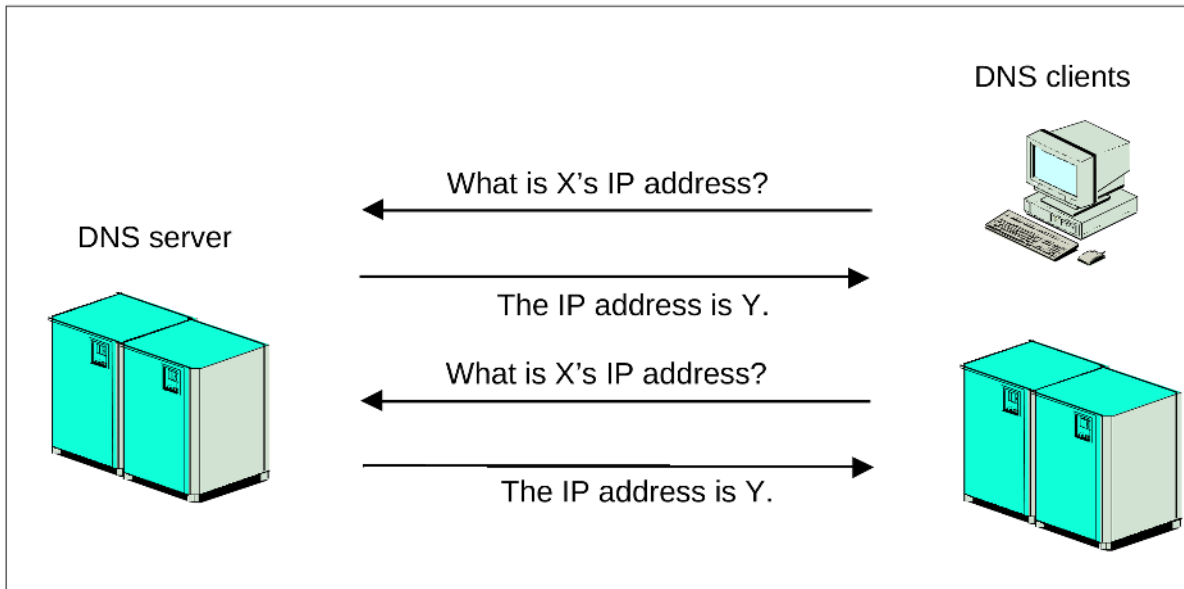 DNS clients
What is X’s IP address?
DNS server
The IP address is Y.
What is X’s IP address?
The IP address is Y.